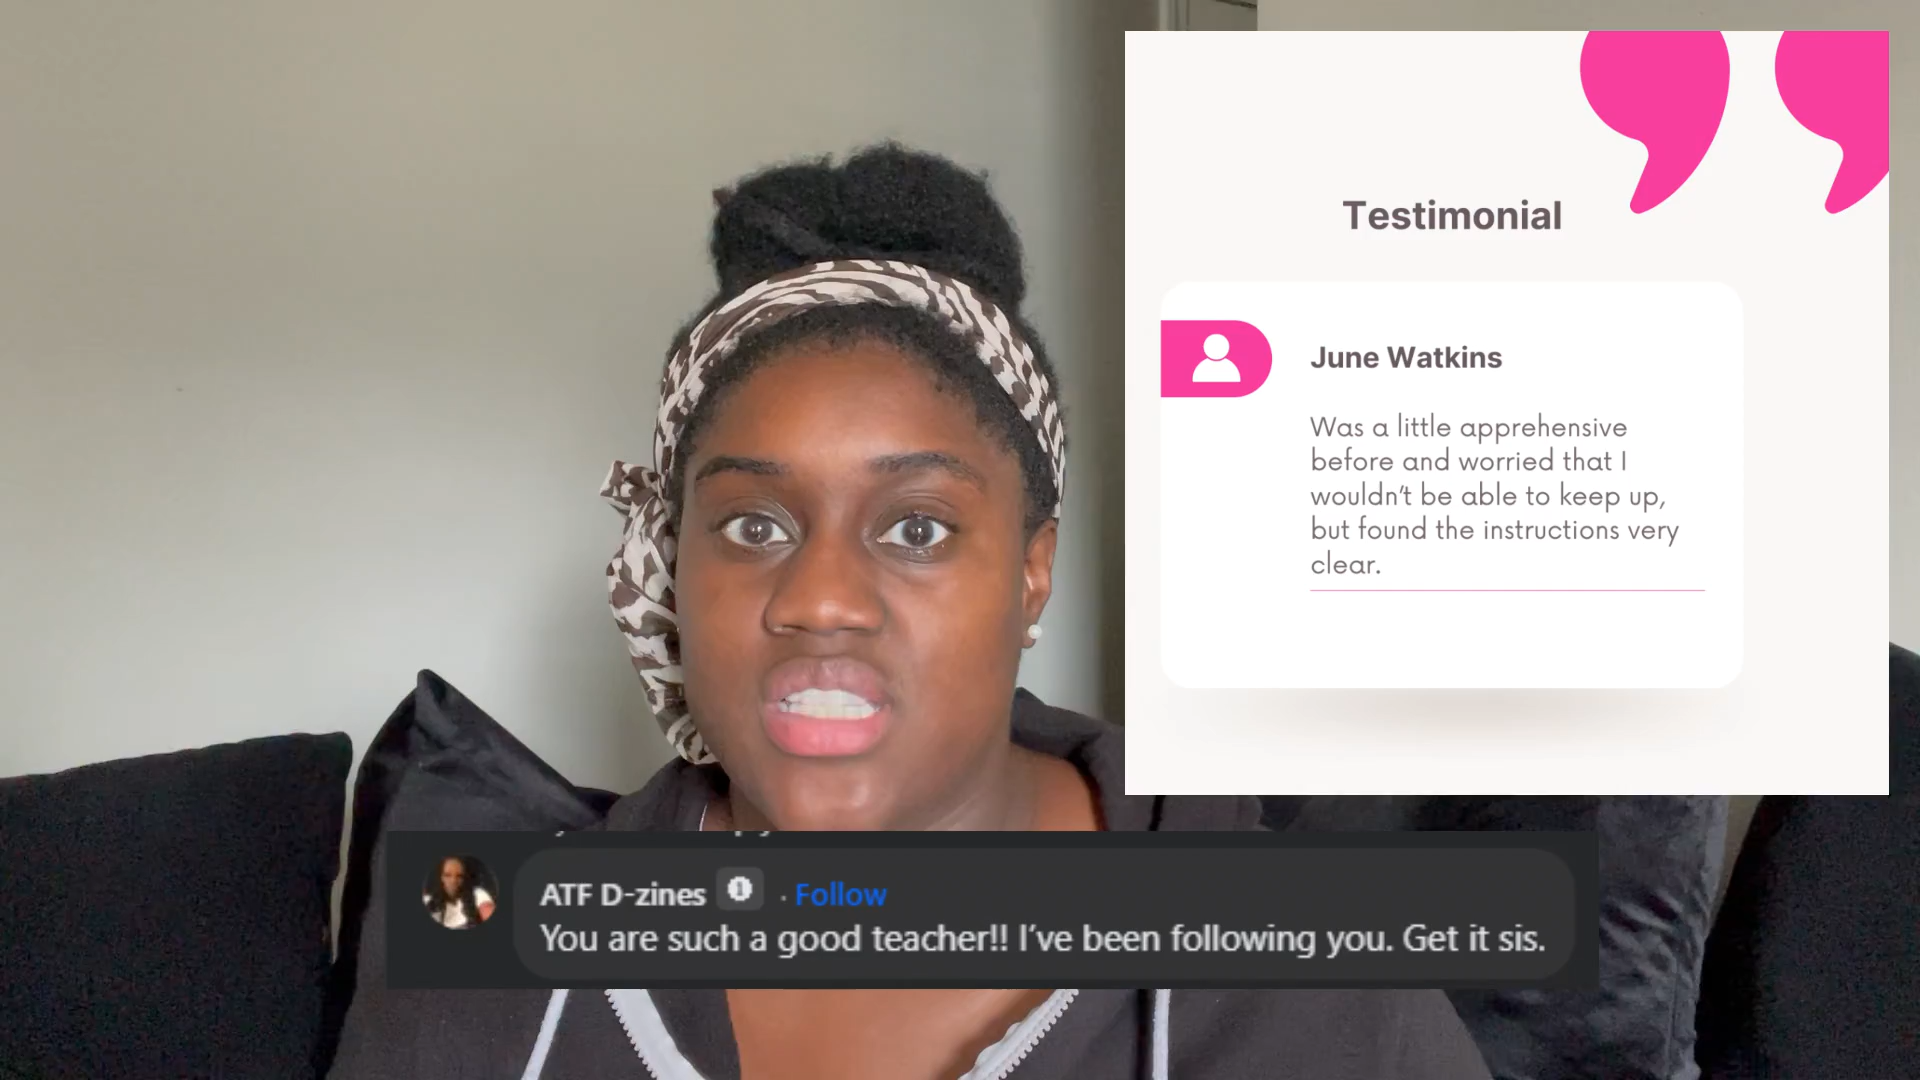 Testimonial
June Watkins
Was a little apprehensive
before and worried that I
wouldn't be able to keep up,
but found the instructions very
clear.
ATF D-zines · Follow
You are such a good teacher!! I've been following you. Get it sis.